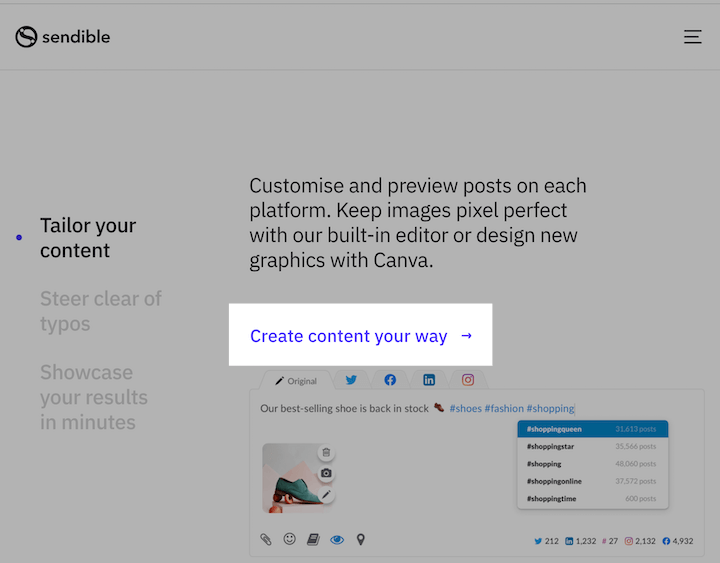 sendible
Customise and preview posts on each
platform. Keep images pixel perfect
with our built-in editor or design new
graphics with Canva.
Tailor your
content
Steer clear of
typos
Showcase
your results
in minutes
Create content your way →
Original
Our best-selling shoe is back in stock 👞 #shoes #fashion #shopping
#shoppingqueen 31,613 posts
#shoppingstar 35,566 posts
#shopping 48,060 posts
#shoppingonline 37,572 posts
#shoppingtime 600 posts
212 1,232 # 27 2,132 4,932